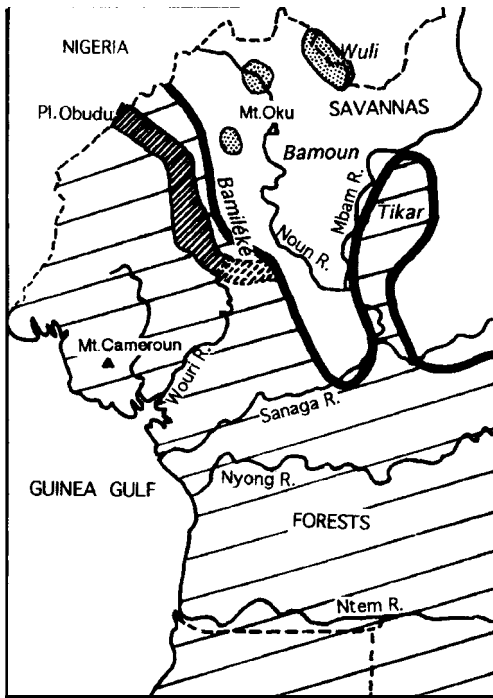 NIGERIA
Wuli
Pl. Obudu
Mt.Oku
SAVANNAS
Bamoun
Bamiléké
Mbam R.
Tikar
Noun R.
Mt.Cameroun
Wouri R.
Sanaga R.
GUINEA GULF
Nyong R.
FORESTS
Ntem R.